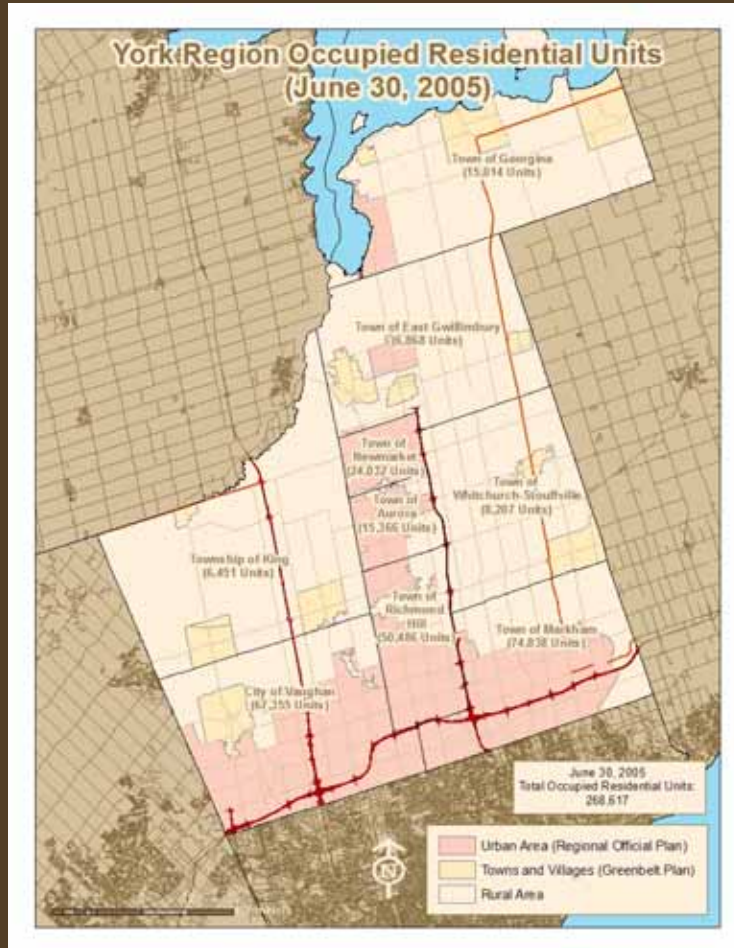 York Region Occupied Residential Units
(June 30, 2005)
Town of Georgina
(15,014 Units)
Town of East Gwillimbury
(6,868 Units)
Town of
Newmarket
(24,032 Units)
Town of
Aurora
(15,366 Units)
Town of
Whitchurch-Stouffville
(8,207 Units)
Township of King
(6,451 Units)
Town of
Richmond
Hill
(50,486 Units)
Town of Markham
(74,838 Units)
City of Vaughan
(67,355 Units)
June 30, 2005
Total Occupied Residential Units:
268,617
Urban Area (Regional Official Plan)
Towns and Villages (Greenbelt Plan)
Rural Area
N